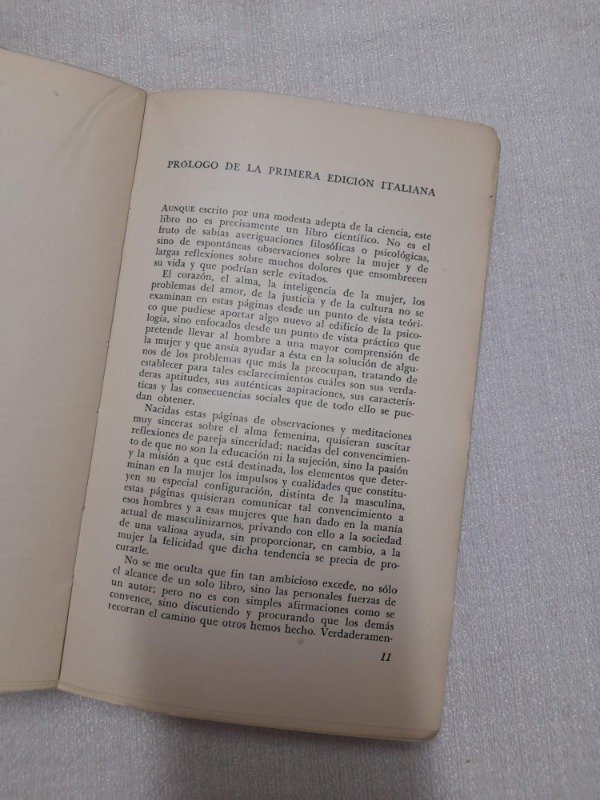 PRÓLOGO DE LA PRIMERA EDICIÓN ITALIANA
AUNQUE escrito por una modesta adepta de la ciencia, este
libro no es precisamente un libro científico. No es el
fruto de sabias averiguaciones filosóficas o psicológicas,
sino de espontáneas observaciones sobre la mujer y de
largas reflexiones sobre muchos dolores que ensombrecen
su vida y que podrían serle evitados.
El corazón, el alma, la inteligencia de la mujer, los
problemas del amor, de la justicia y de la cultura no se
examinan en estas páginas desde un punto de vista teóri-
co que pudiese aportar algo nuevo al edificio de la psico-
logía, sino enfocados desde un punto de vista práctico que
pretende llevar al hombre a una mayor comprensión de
la mujer y que ansía ayudar a ésta en la solución de algu-
nos de los problemas que más la preocupan, tratando de
establecer para tales esclarecimientos cuáles son sus verda-
deras aptitudes, sus auténticas aspiraciones, sus caracterís-
ticas y las consecuencias sociales que de todo ello se pue-
dan obtener.
Nacidas estas páginas de observaciones y meditaciones
muy sinceras sobre el alma femenina, quisieran suscitar
reflexiones de pareja sinceridad; nacidas del convencimien-
to de que no son la educación ni la sujeción, sino la pasión
y la misión a que está destinada, los elementos que deter-
minan en la mujer los impulsos y cualidades que constitu-
yen su especial configuración, distinta de la masculina,
estas páginas quisieran comunicar tal convencimiento a
esos hombres y a esas mujeres que han dado en la manía
actual de masculinizarnos, privando con ello a la sociedad
de una valiosa ayuda, sin proporcionar, en cambio, a la
mujer la felicidad que dicha tendencia se precia de pro-
curarle.
No se me oculta que fin tan ambicioso excede, no sólo
el alcance de un solo libro, sino las personales fuerzas de
un autor; pero no es con simples afirmaciones como se
convence, sino discutiendo y procurando que los demás
recorran el camino que otros hemos hecho. Verdaderamen-
11